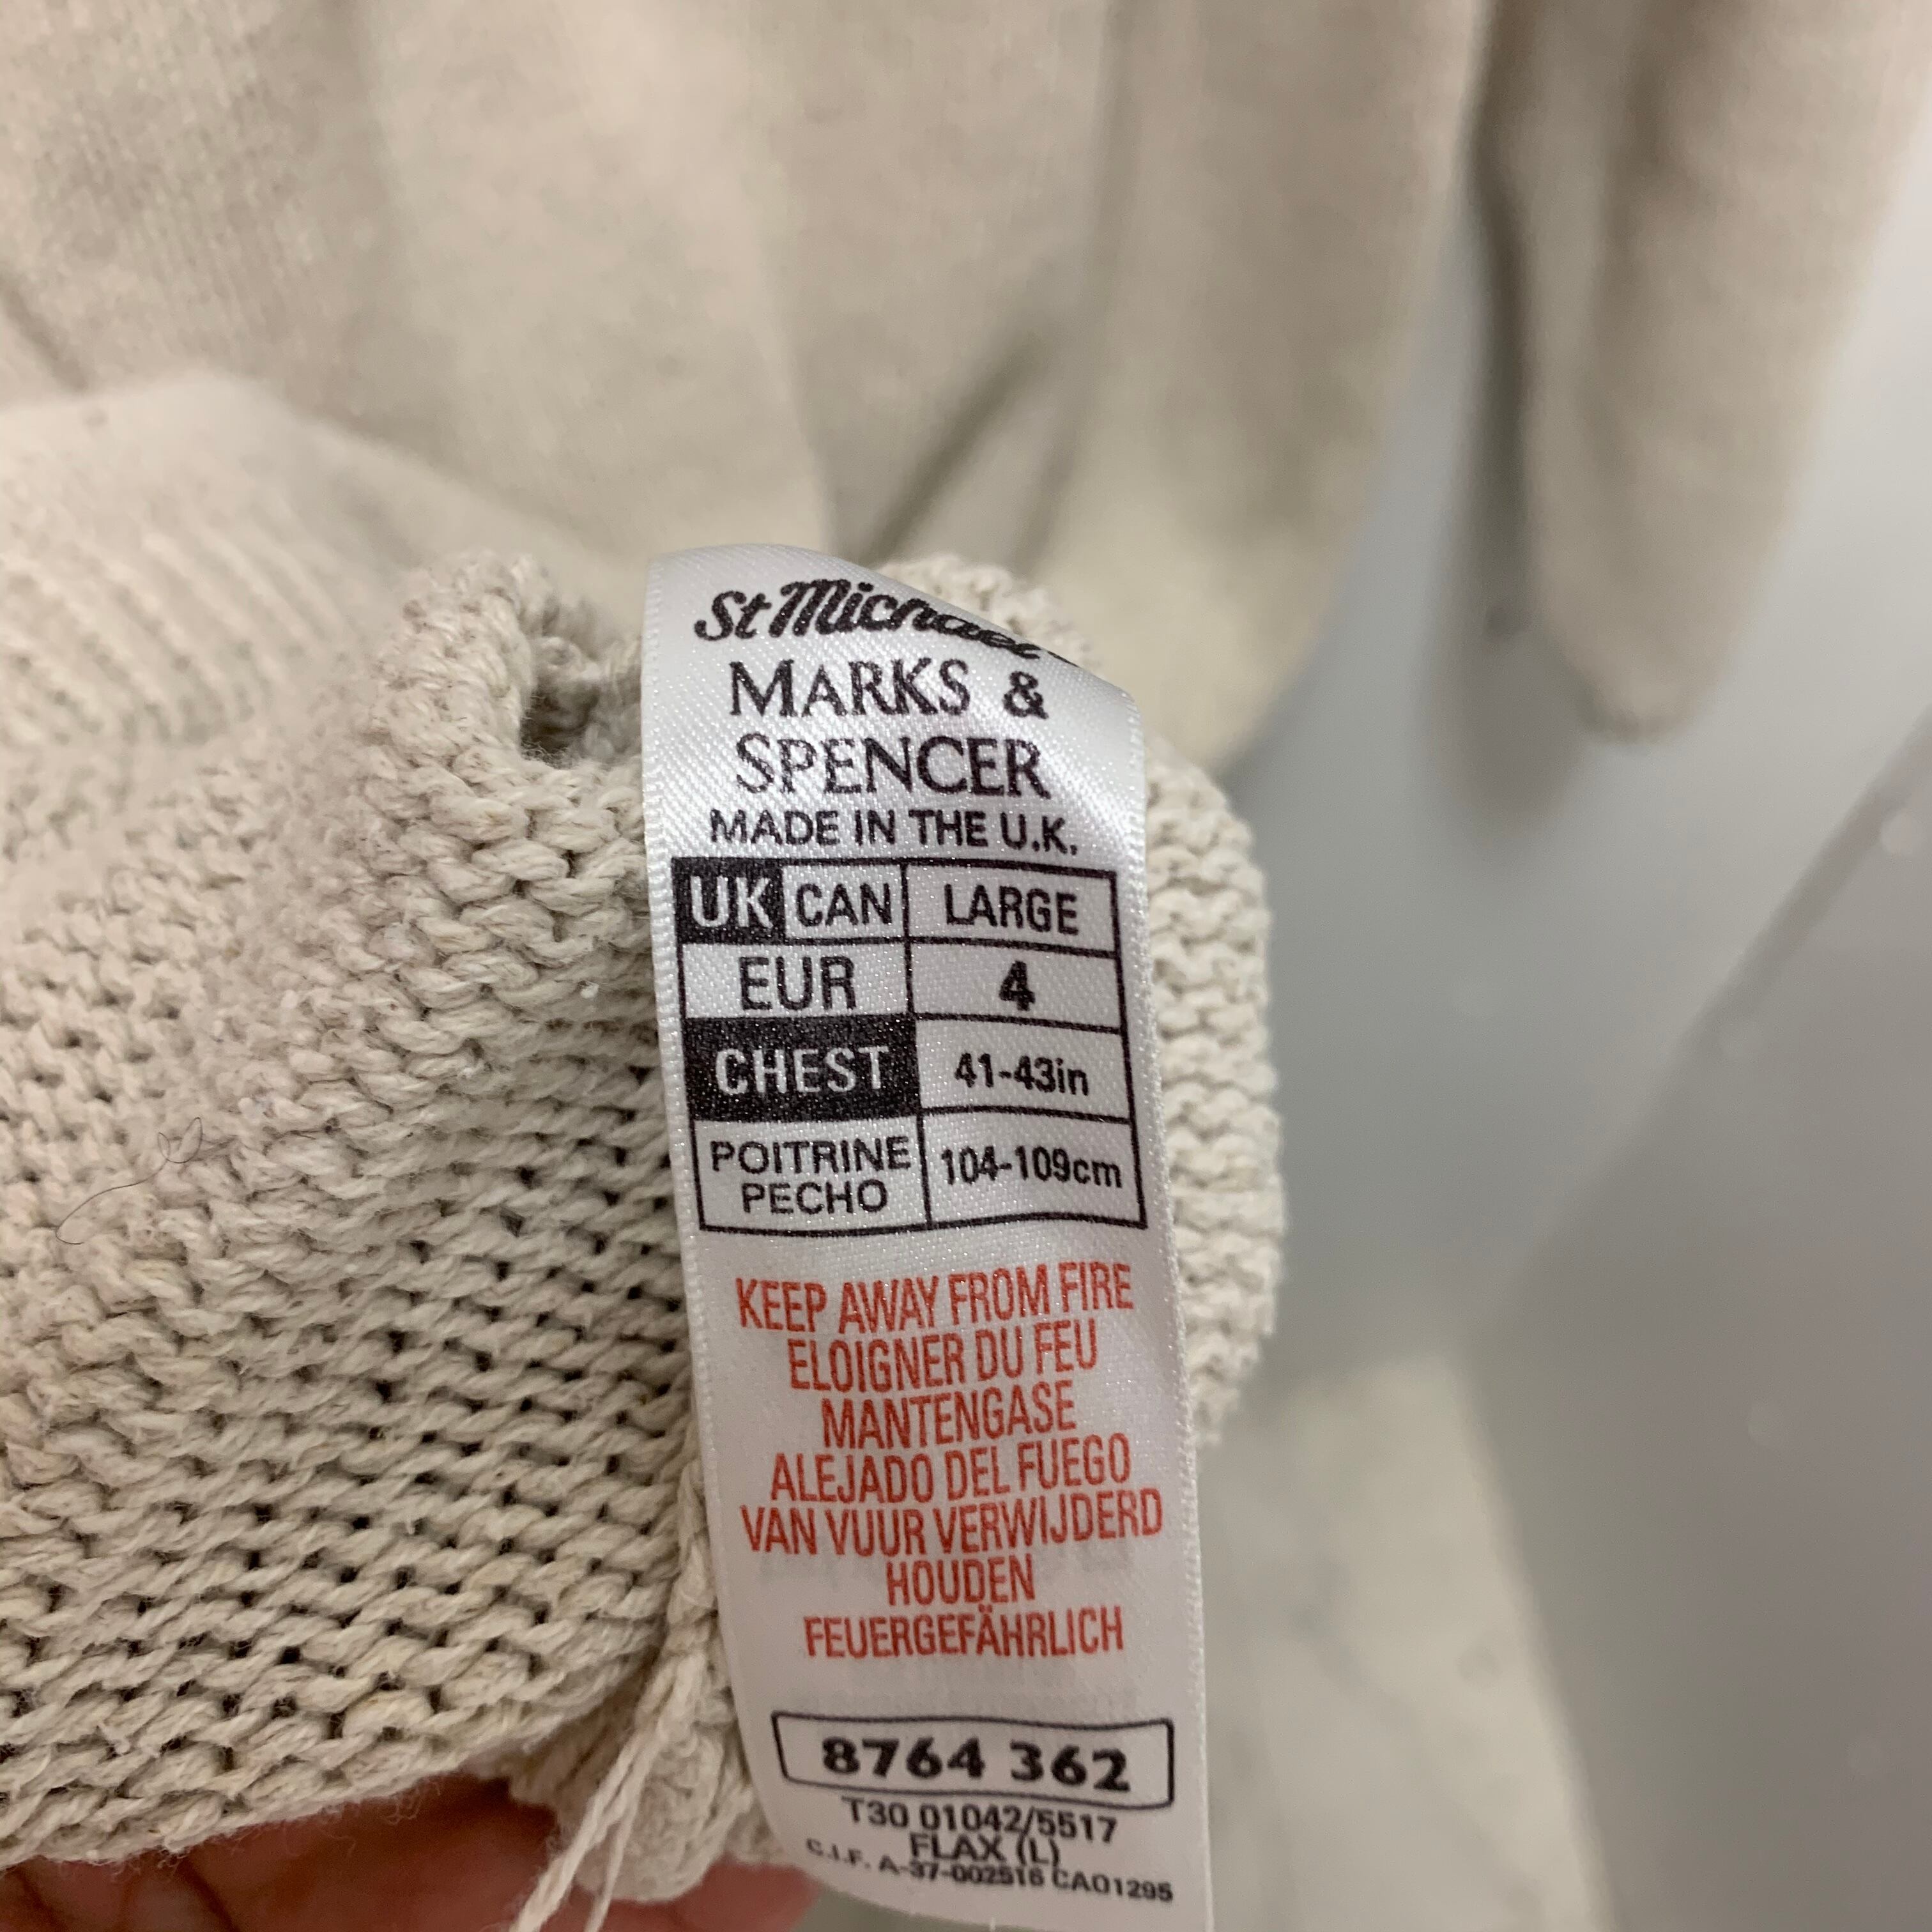 St Michael
MARKS &
SPENCER
MADE IN THE U.K.
UK CAN LARGE
EUR 4
CHEST 41-43in
POITRINE PECHO 104-109cm
KEEP AWAY FROM FIRE
ELOIGNER DU FEU
MANTENGASE
ALEJADO DEL FUEGO
VAN VUUR VERWIJDERD
HOUDEN
FEUERGEFÄHRLICH
8764 362
T30 01042/5517
FLAX (L)
C.I.F. A-37-002516 CA01295